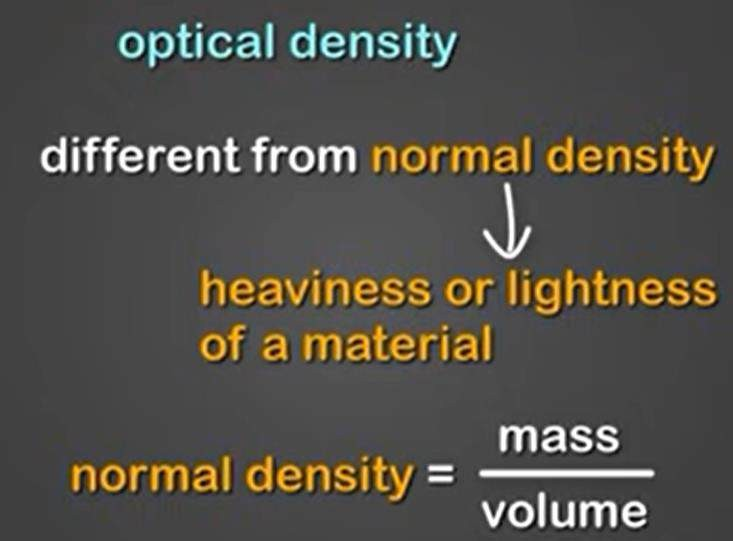 optical density
different from normal density
heaviness or lightness
of a material
normal density = mass
volume